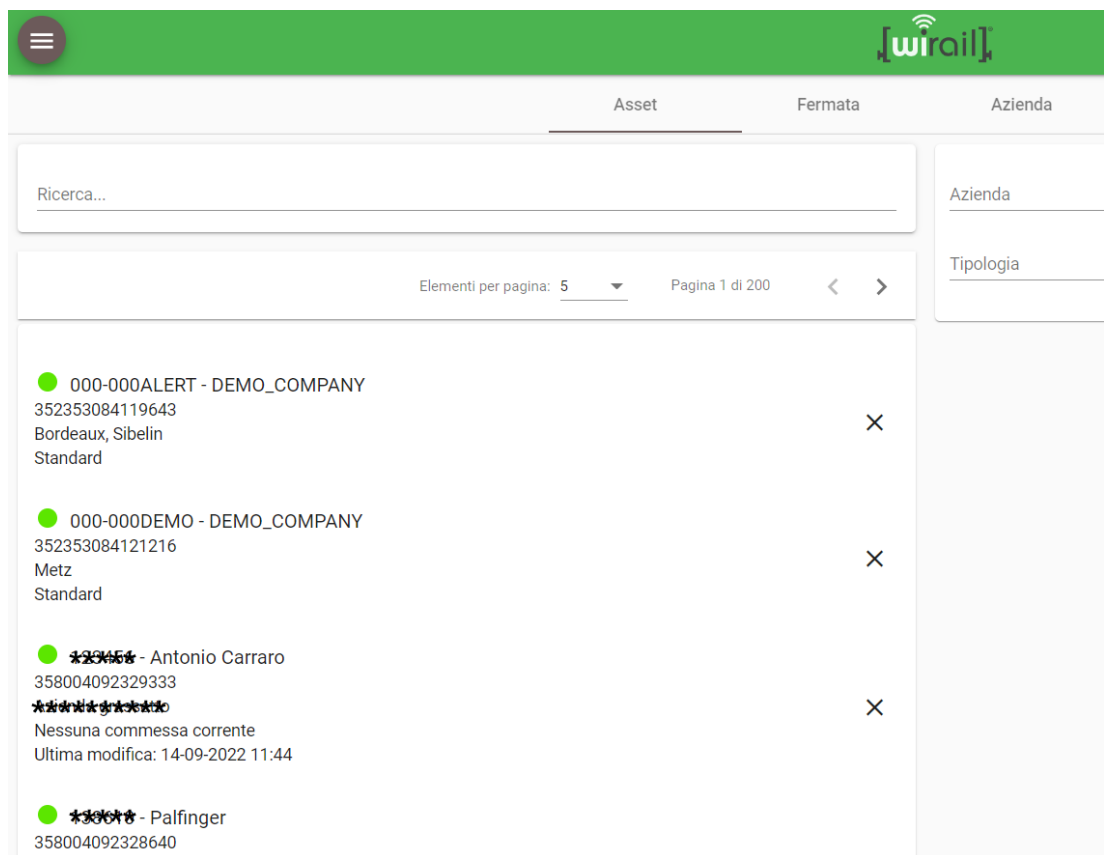 [wirail]
Asset Fermata Azienda
Ricerca...
Azienda
Tipologia
Elementi per pagina: 5 Pagina 1 di 200
000-000ALERT - DEMO_COMPANY
352353084119643
Bordeaux, Sibelin
Standard
000-000DEMO - DEMO_COMPANY
352353084121216
Metz
Standard
- Antonio Carraro
358004092329333
Nessuna commessa corrente
Ultima modifica: 14-09-2022 11:44
- Palfinger
358004092328640